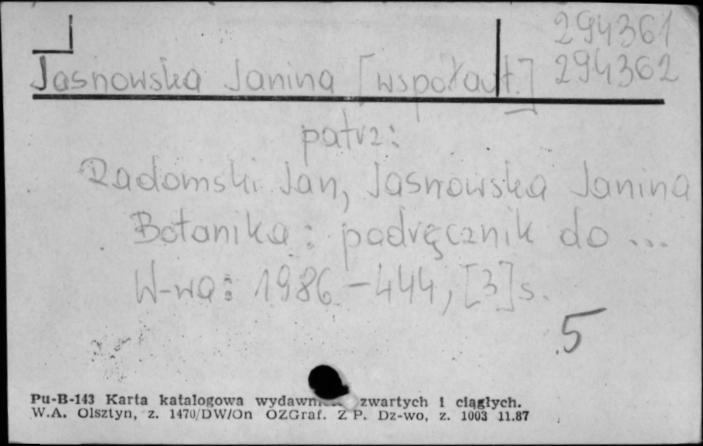 294361
Jasnowska Janina [współaut.] 294362
patrz:
Radomski Jan, Jasnowska Janina
Botanika : podręcznik do ...
W-wa : 1986. - 444, [3] s.
5
Pu-B-143 Karta katalogowa zwartych i ciągłych.
W.A. Olsztyn, z. 1470/DW/On OZGraf. Z P. Dz-wo, z. 1003 11.87